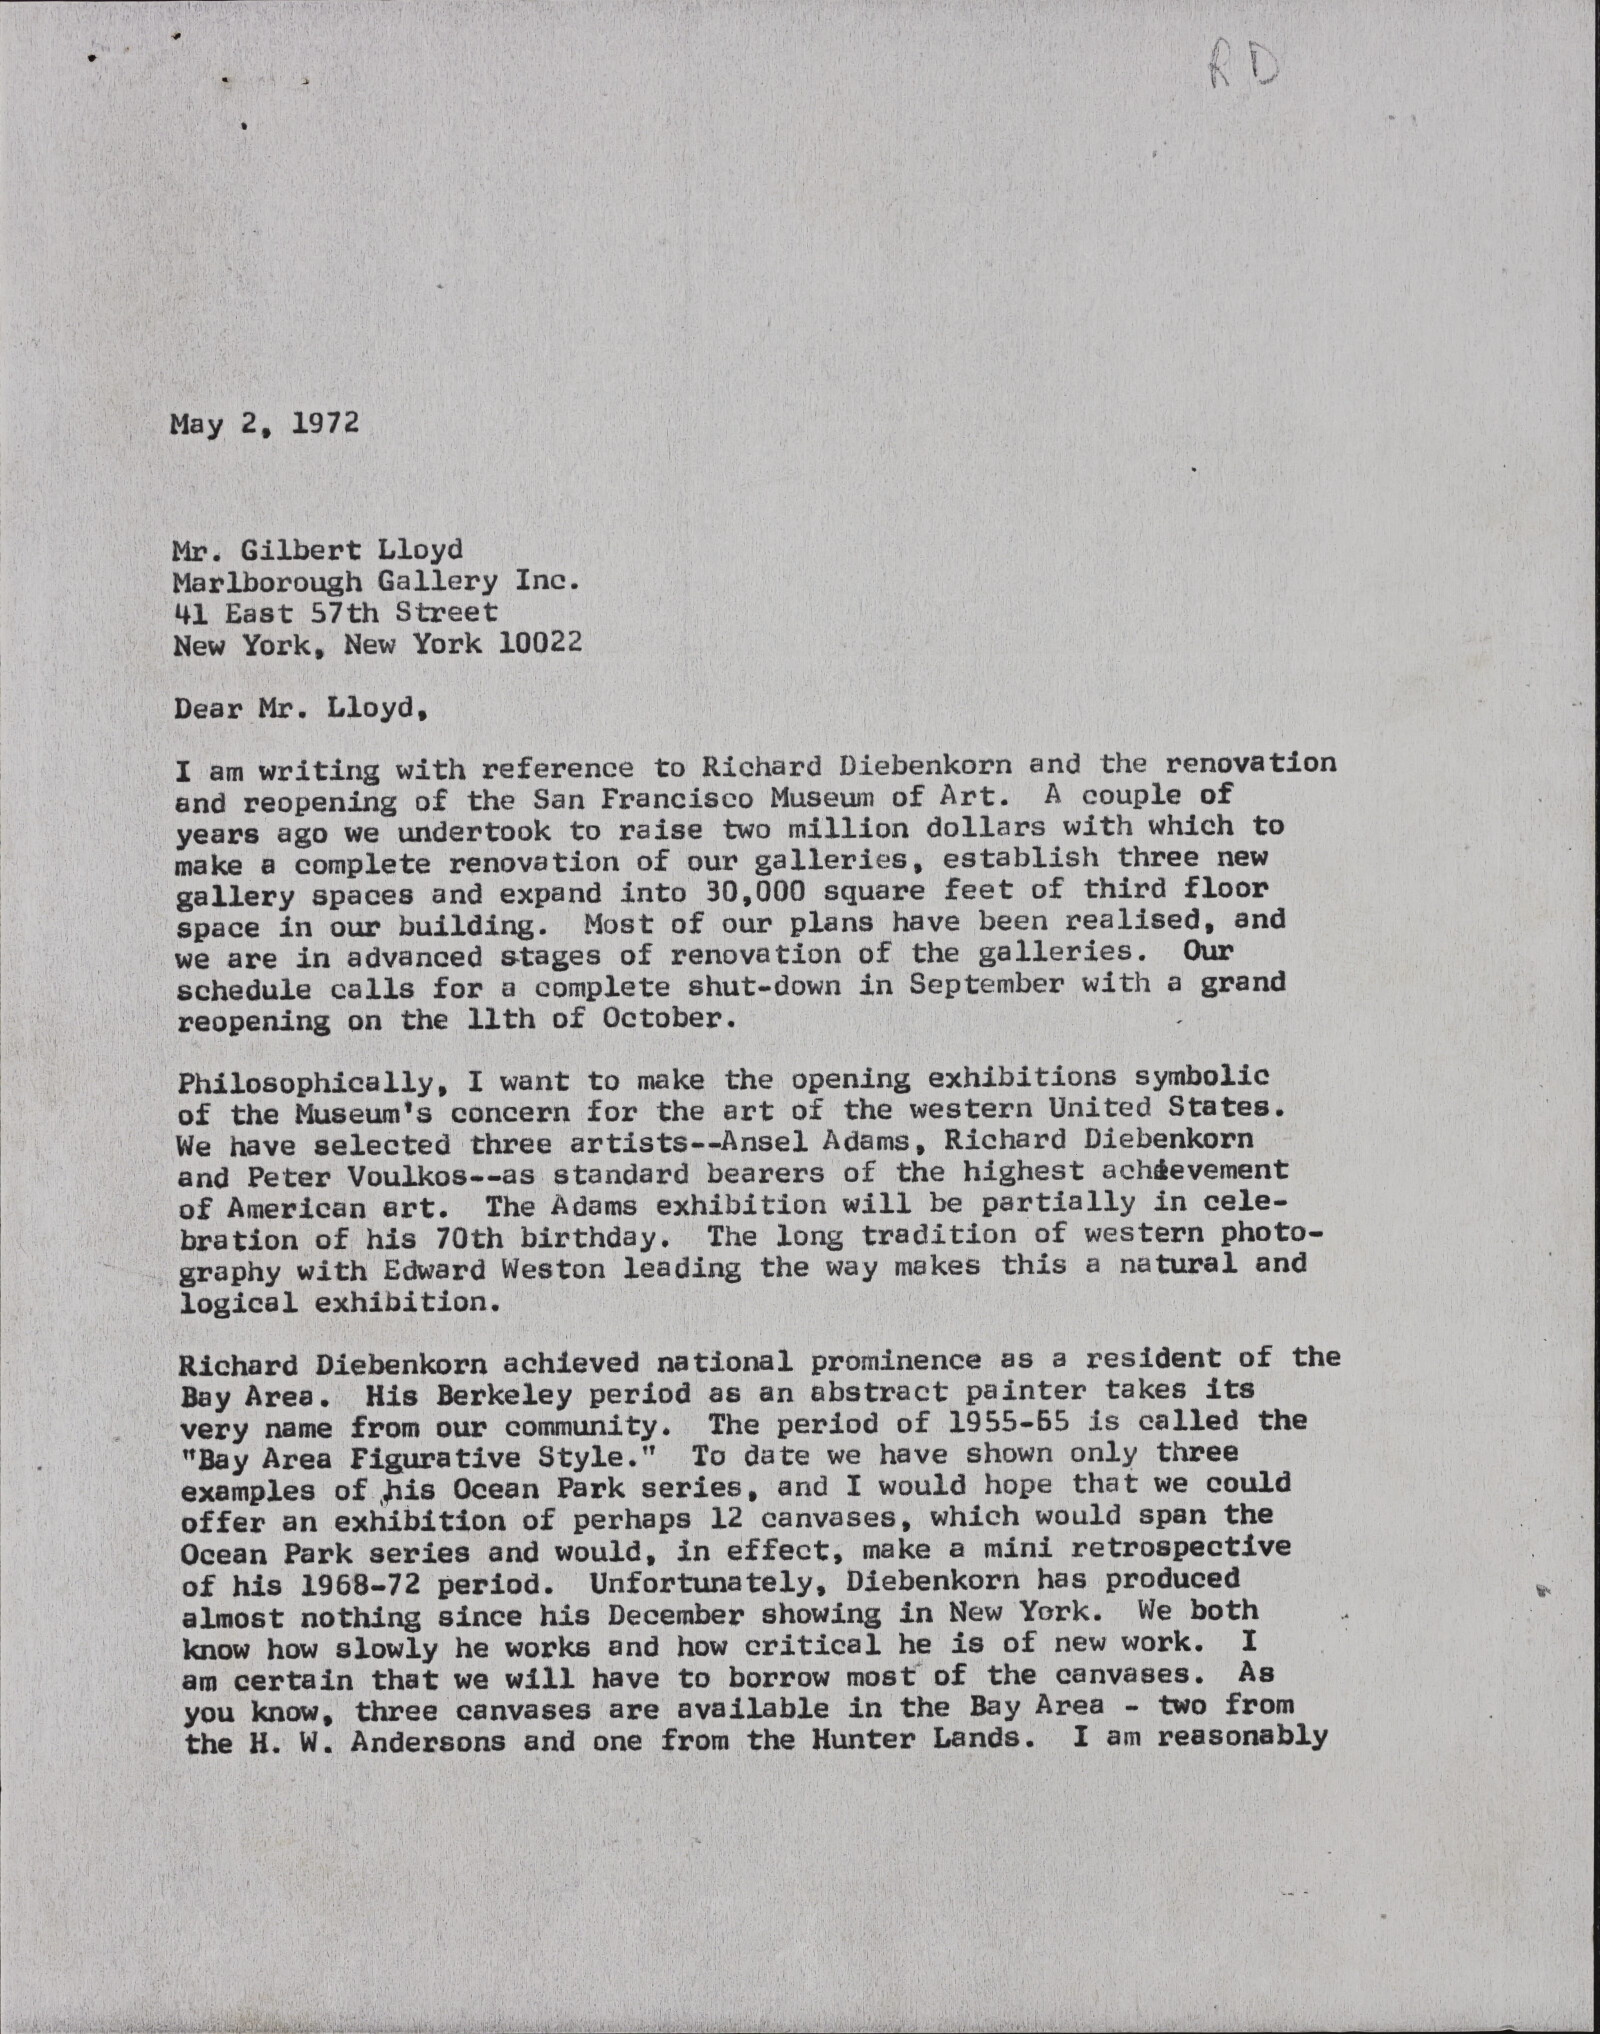 RD
May 2, 1972
Mr. Gilbert Lloyd
Marlborough Gallery Inc.
41 East 57th Street
New York, New York 10022
Dear Mr. Lloyd,
I am writing with reference to Richard Diebenkorn and the renovation
and reopening of the San Francisco Museum of Art. A couple of
years ago we undertook to raise two million dollars with which to
make a complete renovation of our galleries, establish three new
gallery spaces and expand into 30,000 square feet of third floor
space in our building. Most of our plans have been realised, and
we are in advanced stages of renovation of the galleries. Our
schedule calls for a complete shut-down in September with a grand
reopening on the 11th of October.
Philosophically, I want to make the opening exhibitions symbolic
of the Museum's concern for the art of the western United States.
We have selected three artists--Ansel Adams, Richard Diebenkorn
and Peter Voulkos--as standard bearers of the highest achievement
of American art. The Adams exhibition will be partially in cele-
bration of his 70th birthday. The long tradition of western photo-
graphy with Edward Weston leading the way makes this a natural and
logical exhibition.
Richard Diebenkorn achieved national prominence as a resident of the
Bay Area. His Berkeley period as an abstract painter takes its
very name from our community. The period of 1955-65 is called the
"Bay Area Figurative Style." To date we have shown only three
examples of his Ocean Park series, and I would hope that we could
offer an exhibition of perhaps 12 canvases, which would span the
Ocean Park series and would, in effect, make a mini retrospective
of his 1968-72 period. Unfortunately, Diebenkorn has produced
almost nothing since his December showing in New York. We both
know how slowly he works and how critical he is of new work. I
am certain that we will have to borrow most of the canvases. As
you know, three canvases are available in the Bay Area - two from
the H. W. Andersons and one from the Hunter Lands. I am reasonably